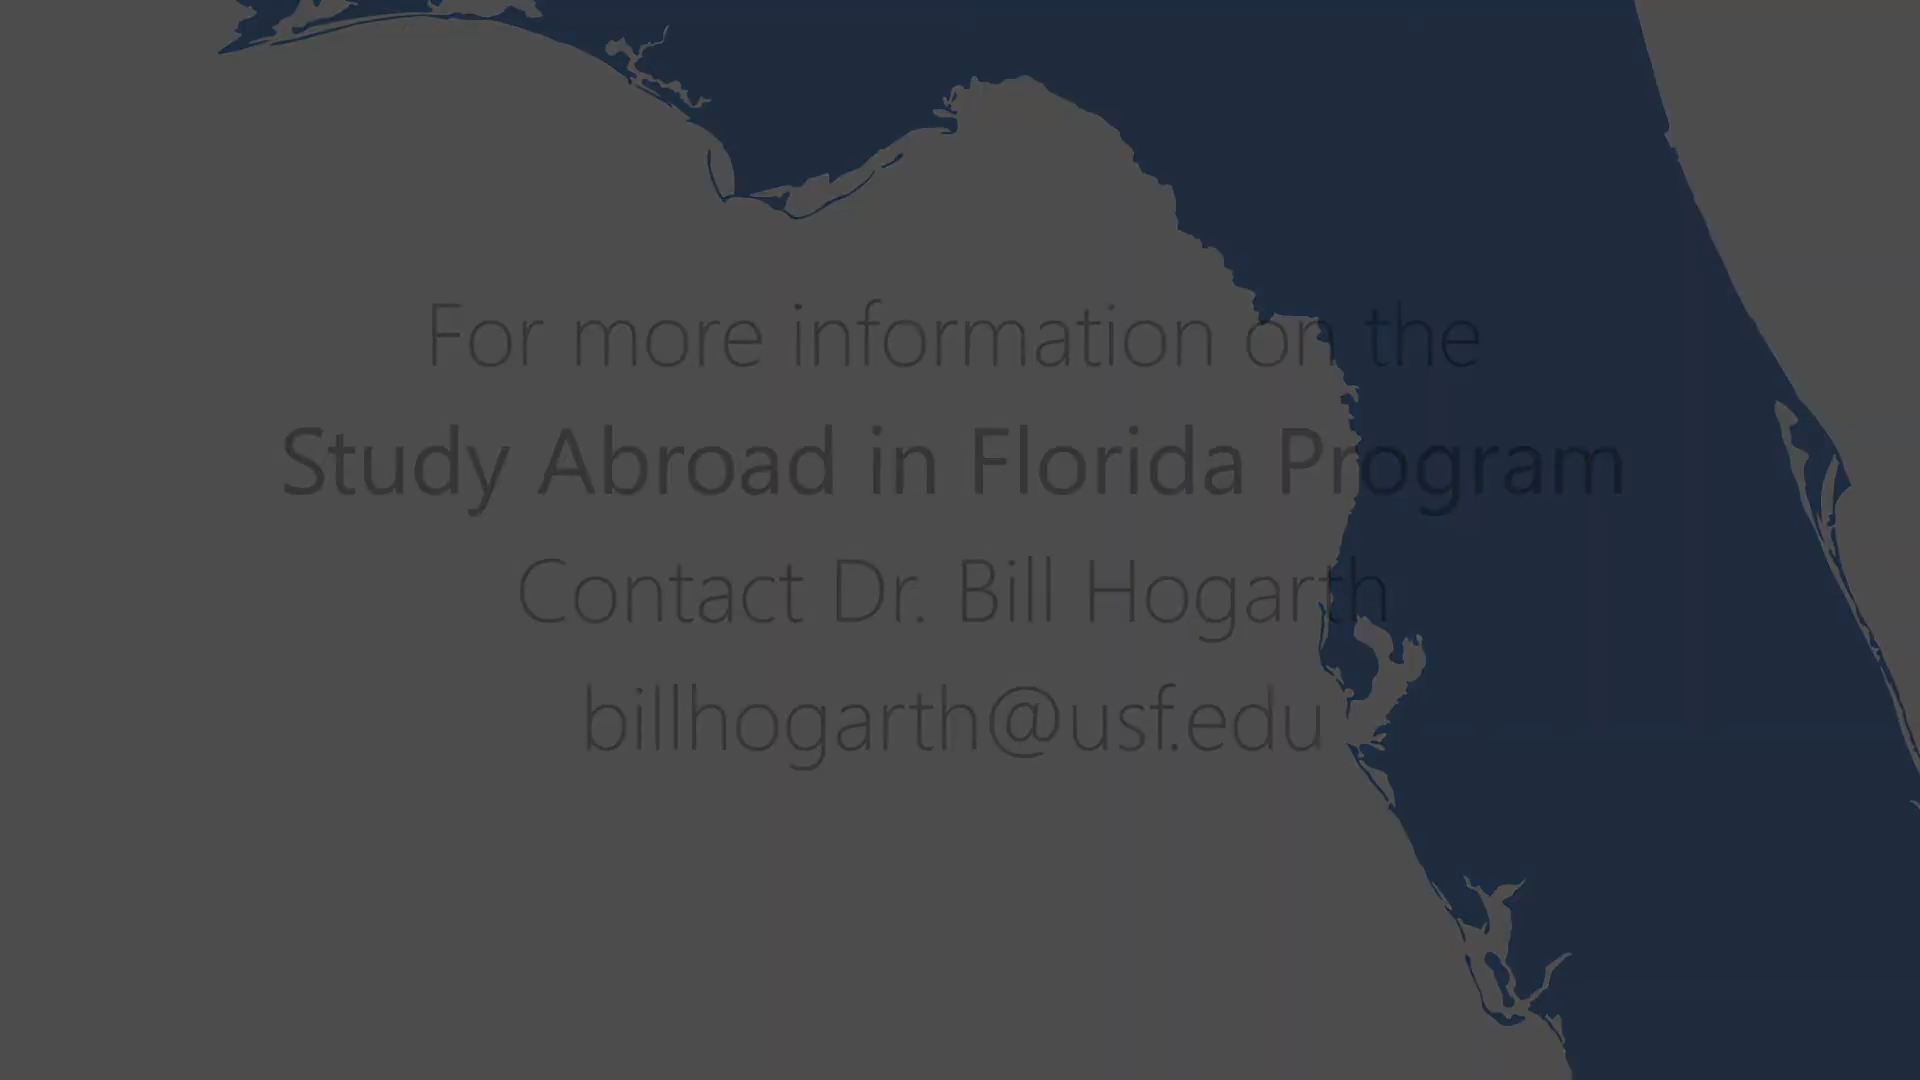 For more information on the
Study Abroad in Florida Program
Contact Dr. Bill Hogarth
billhogarth@usf.edu